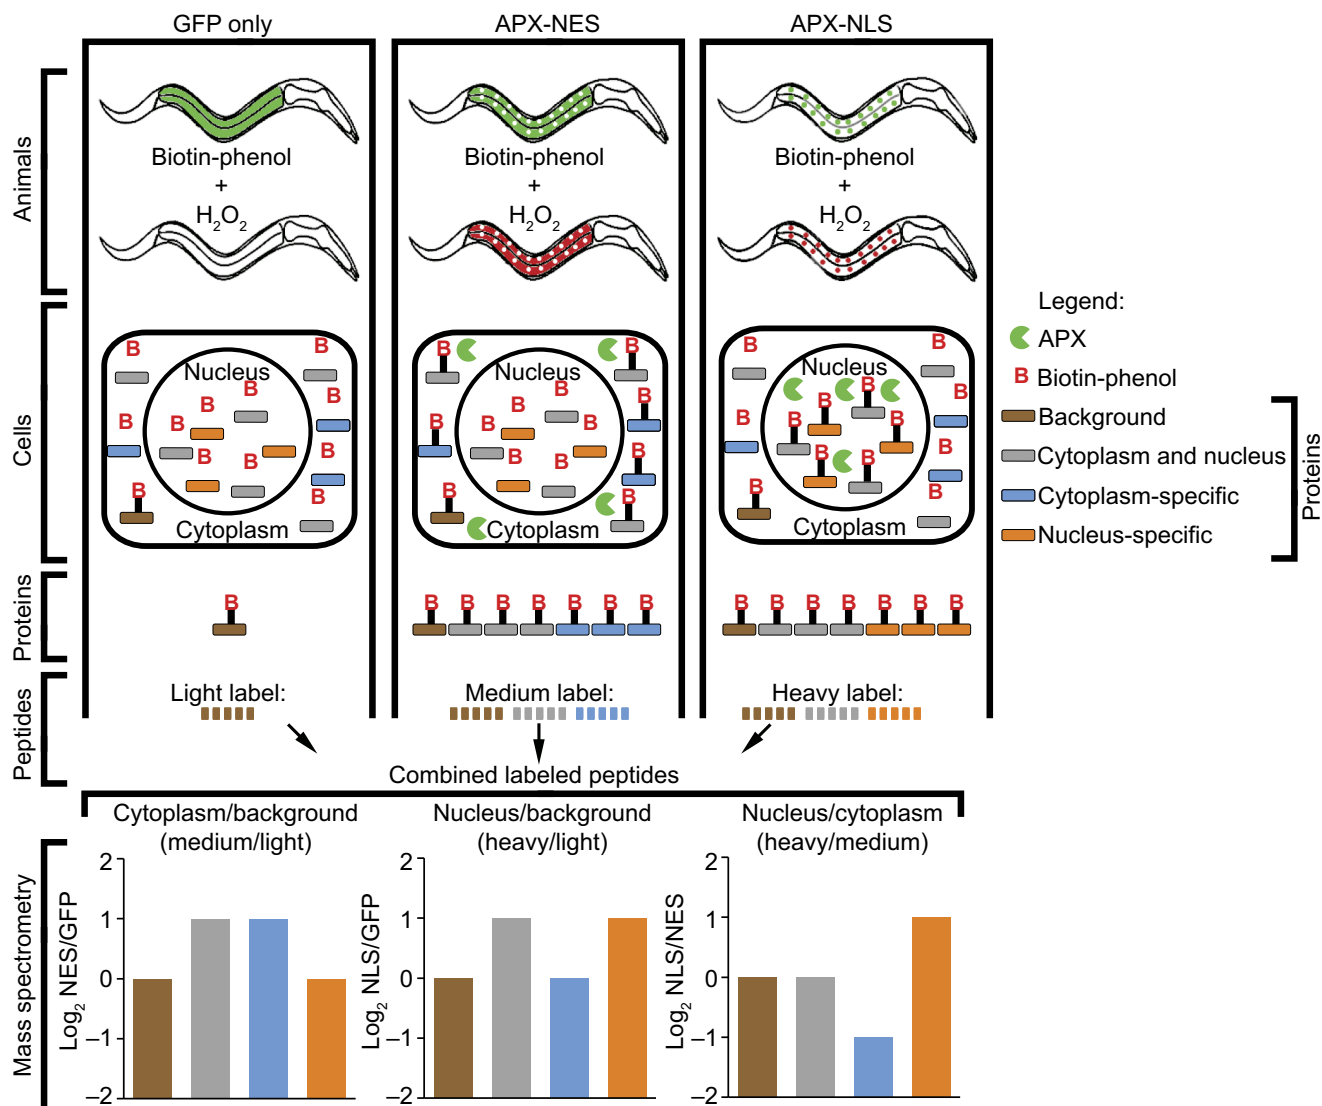 GFP only
APX-NES
APX-NLS
Animals
Biotin-phenol
+
H₂O₂
Biotin-phenol
+
H₂O₂
Biotin-phenol
+
H₂O₂
Cells
B
B
Nucleus
B
B
B
B
B
B
B
B
B
B
Cytoplasm
B
B
Nucleus
B
B
B
B
B
B
B
B
B
B
Cytoplasm
B
B
Nucleus
B
B
B
B
B
B
B
B
B
B
B
Cytoplasm
Legend:
APX
B Biotin-phenol
Background
Cytoplasm and nucleus
Cytoplasm-specific
Nucleus-specific
Proteins
Proteins
B
B B B B B B B
B B B B B B B
Peptides
Light label:
Medium label:
Heavy label:
Combined labeled peptides
Mass spectrometry
Cytoplasm/background
(medium/light)
Log₂ NES/GFP
2
1
0
–1
–2
Nucleus/background
(heavy/light)
Log₂ NLS/GFP
2
1
0
–1
–2
Nucleus/cytoplasm
(heavy/medium)
Log₂ NLS/NES
2
1
0
–1
–2